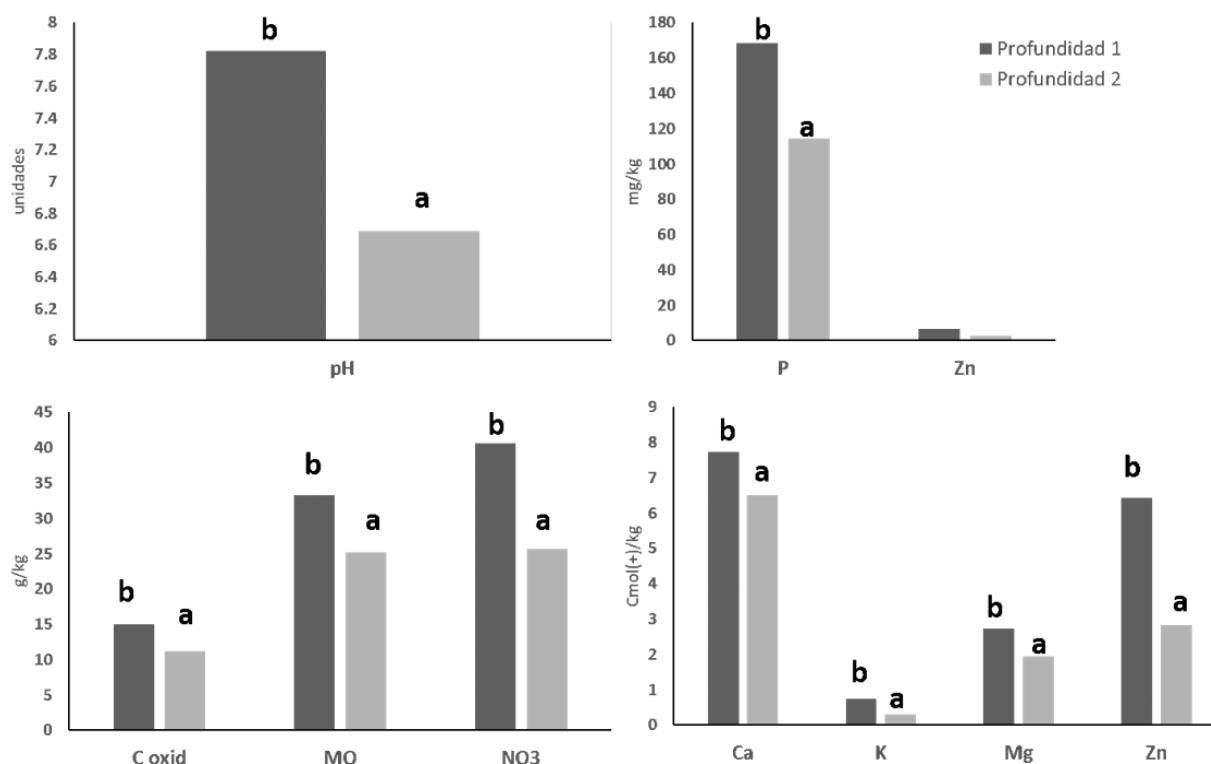 unidades
8
7.8
7.6
7.4
7.2
7
6.8
6.6
6.4
6.2
6
b
a
pH
mg/kg
180
160
140
120
100
80
60
40
20
0
b
a
P Zn
Profundidad 1
Profundidad 2
g/kg
45
40
35
30
25
20
15
10
5
0
b a b a b a
C oxid MO NO3
Cmol(+)/kg
9
8
7
6
5
4
3
2
1
0
b a b a b a b a
Ca K Mg Zn